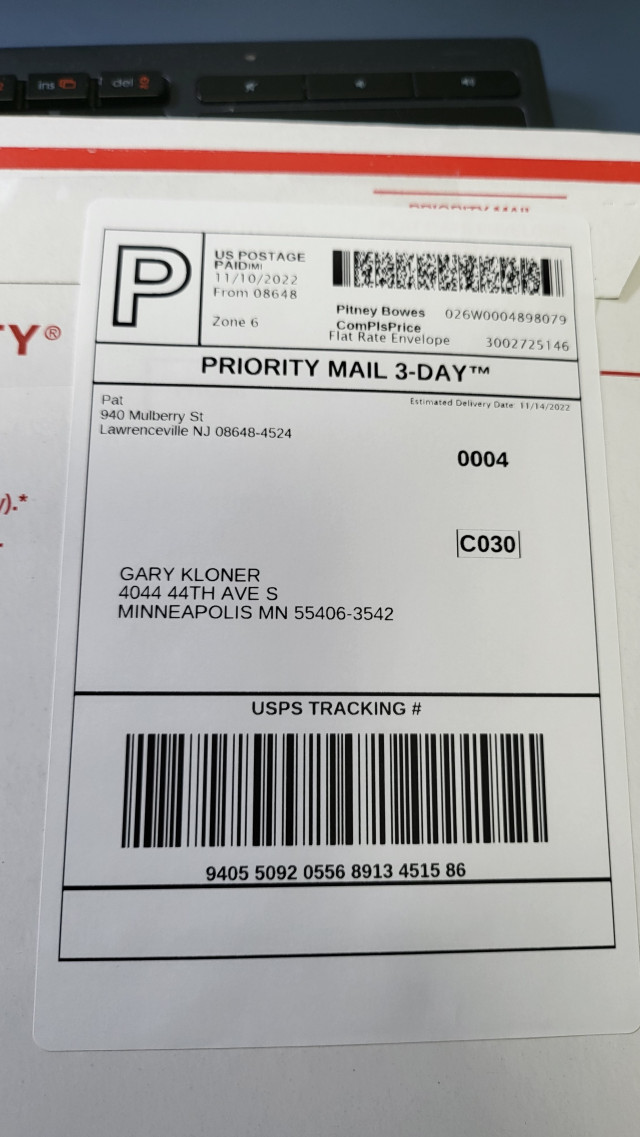 ins
del
PRIORITY MAIL
Y®
y).*
P
US POSTAGE
PAID IMI
11/10/2022
From 08648
Zone 6
Pitney Bowes 026W0004898079
ComPlsPrice
Flat Rate Envelope 3002725146
PRIORITY MAIL 3-DAY™
Estimated Delivery Date: 11/14/2022
Pat
940 Mulberry St
Lawrenceville NJ 08648-4524
0004
C030
GARY KLONER
4044 44TH AVE S
MINNEAPOLIS MN 55406-3542
USPS TRACKING #
9405 5092 0556 8913 4515 86